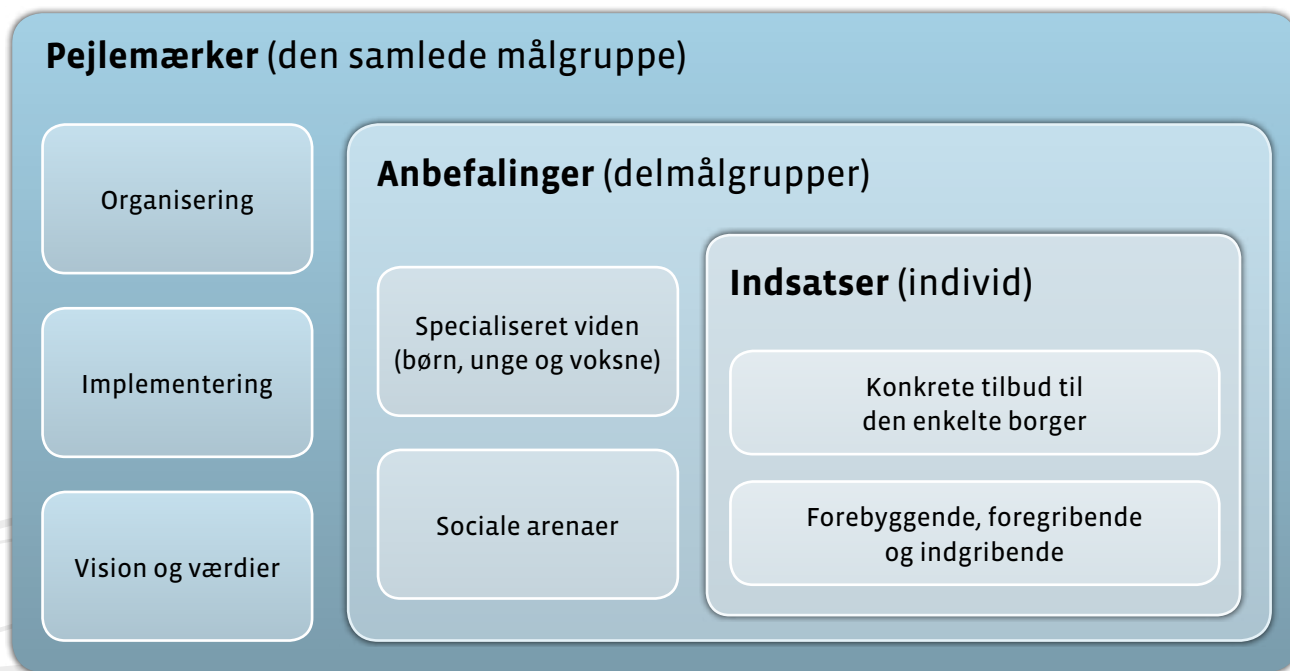 Pejlemærker (den samlede målgruppe)
Organisering
Implementering
Vision og værdier
Anbefalinger (delmålgrupper)
Specialiseret viden
(børn, unge og voksne)
Sociale arenaer
Indsatser (individ)
Konkrete tilbud til
den enkelte borger
Forebyggende, foregribende
og indgribende